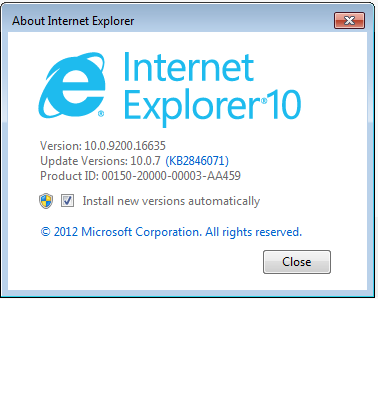 About Internet Explorer
Internet
Explorer®10
Version: 10.0.9200.16635
Update Versions: 10.0.7 (KB2846071)
Product ID: 00150-20000-00003-AA459
Install new versions automatically
© 2012 Microsoft Corporation. All rights reserved.
Close